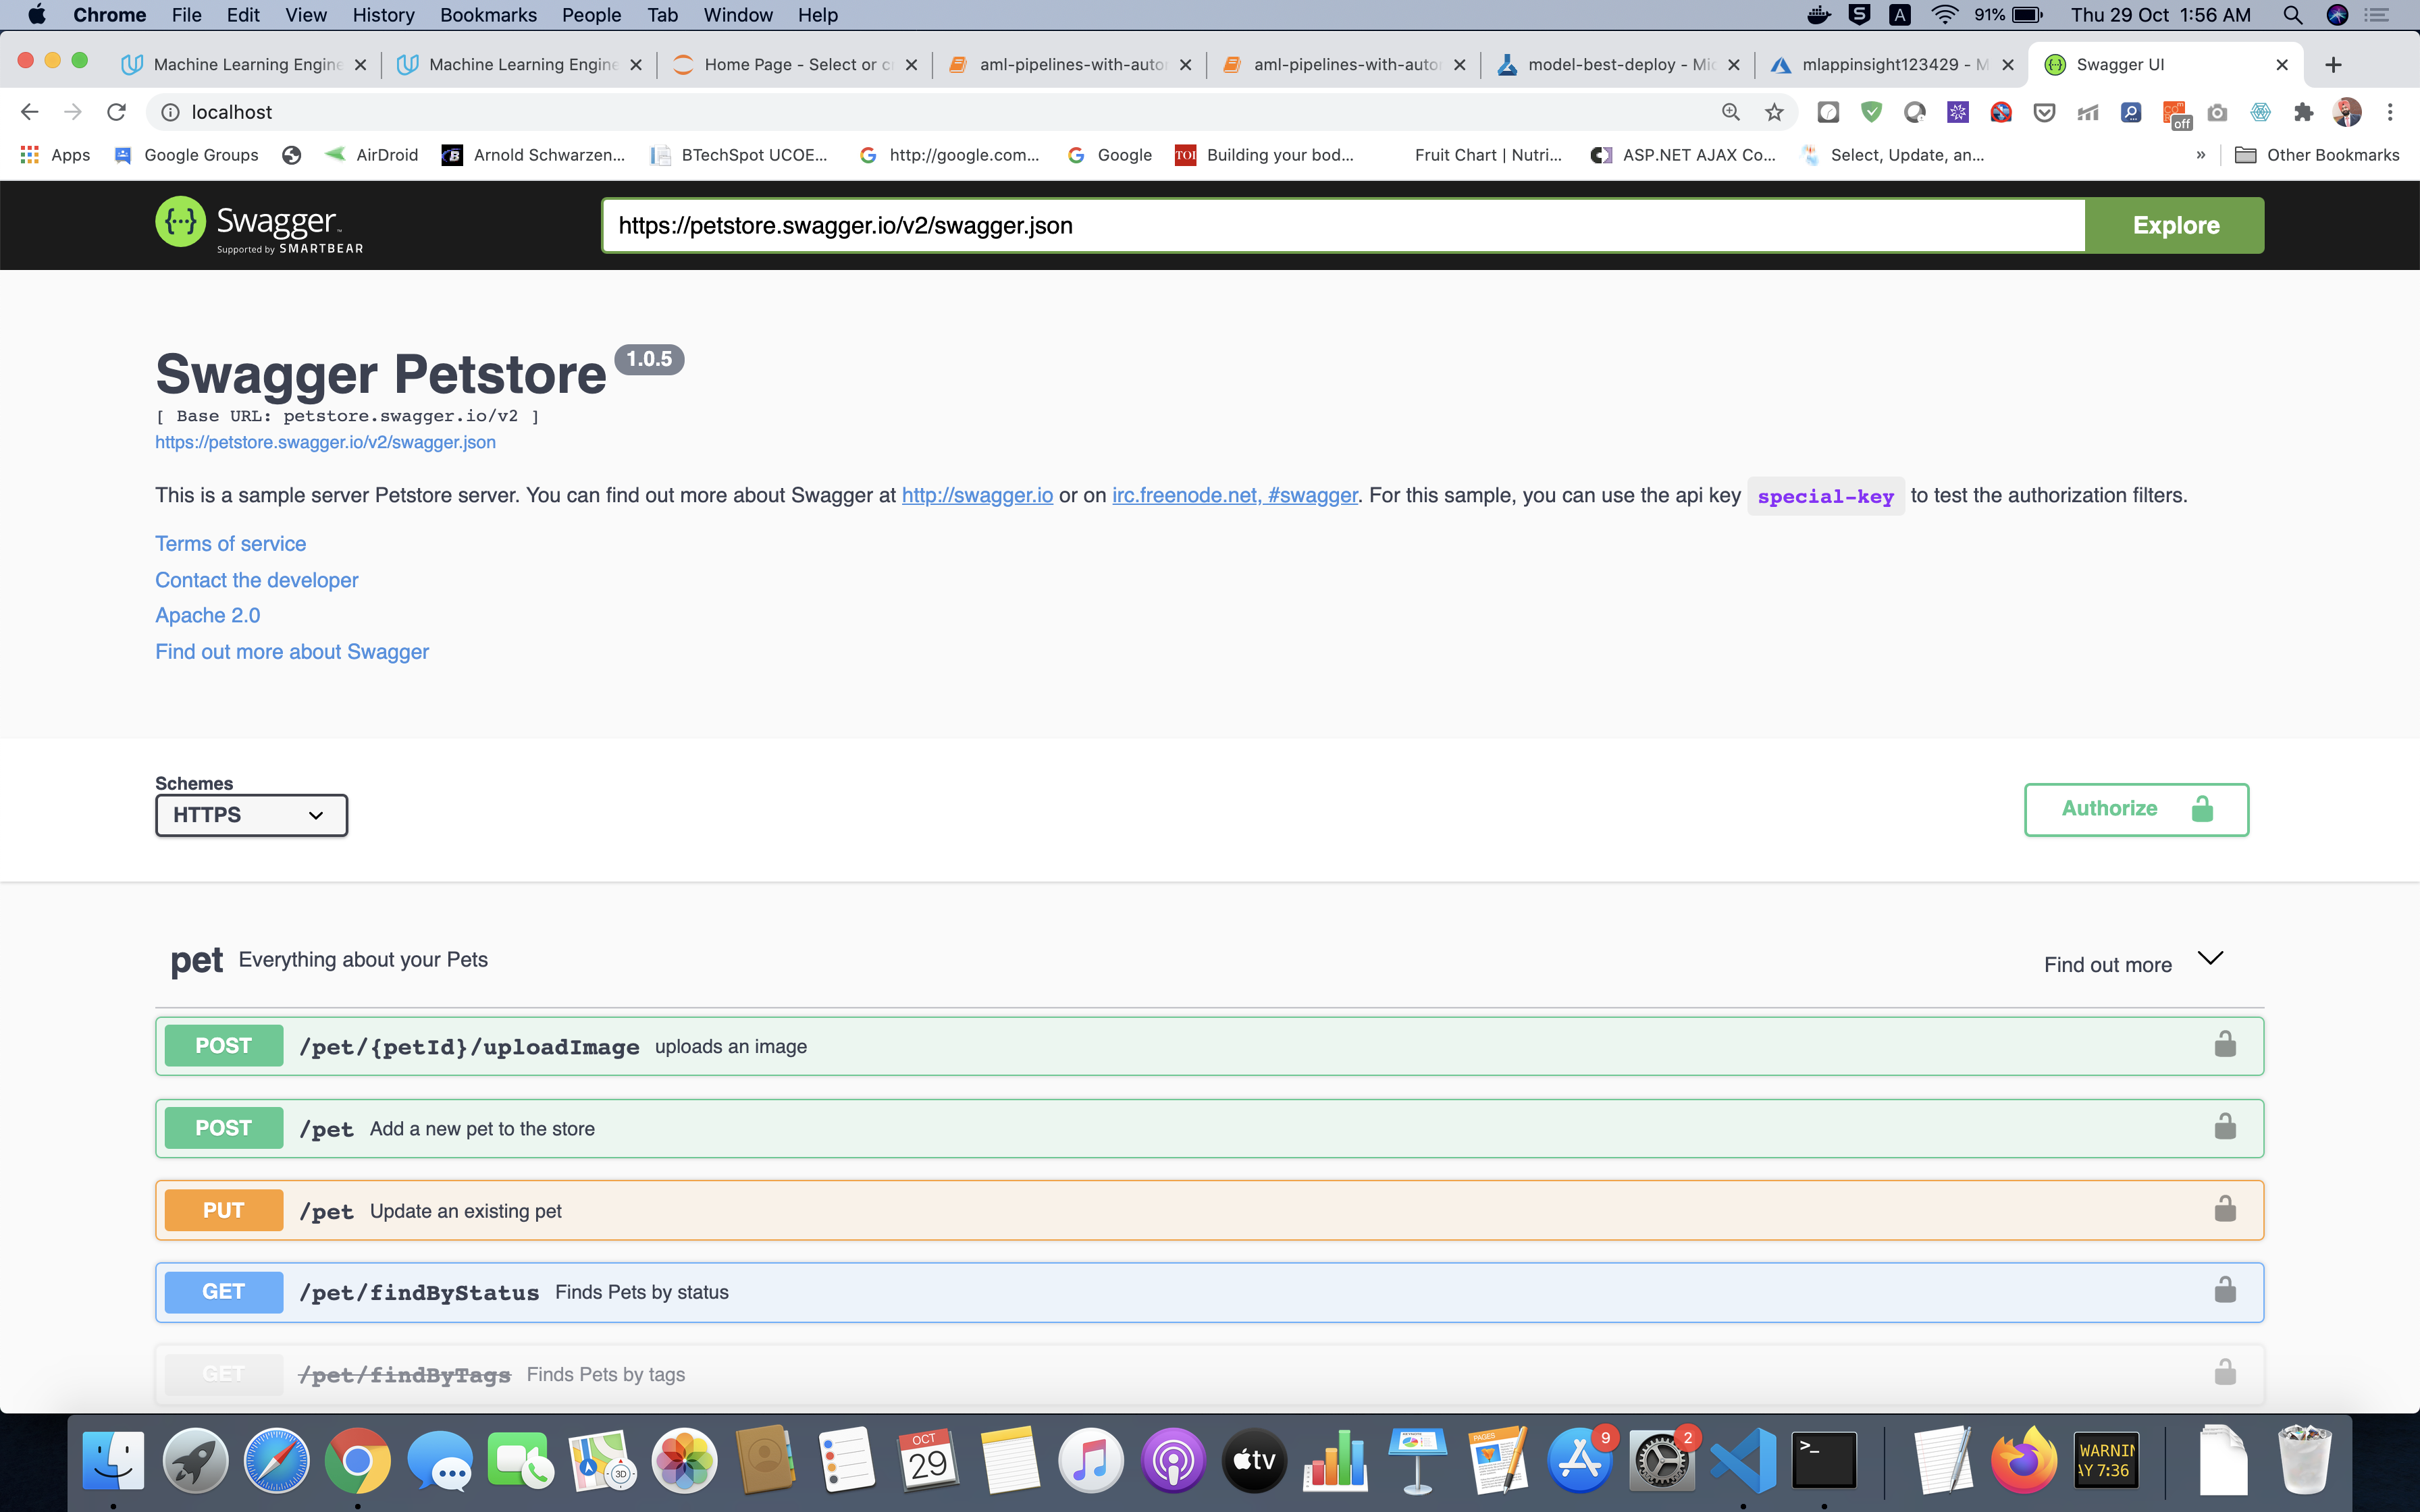 Chrome File Edit View History Bookmarks People Tab Window Help 91% Thu 29 Oct 1:56 AM
Machine Learning Engine Machine Learning Engine Home Page - Select or c aml-pipelines-with-auto aml-pipelines-with-auto model-best-deploy - Mic mlappinsight123429 - M Swagger UI
localhost off
Apps Google Groups AirDroid Arnold Schwarzen... BTechSpot UCOE... http://google.com... Google TOI Building your bod... Fruit Chart | Nutri... ASP.NET AJAX Co... Select, Update, an... » Other Bookmarks
Swagger™
Supported by SMARTBEAR
https://petstore.swagger.io/v2/swagger.json Explore
Swagger Petstore 1.0.5
[ Base URL: petstore.swagger.io/v2 ]
https://petstore.swagger.io/v2/swagger.json
This is a sample server Petstore server. You can find out more about Swagger at http://swagger.io or on irc.freenode.net, #swagger. For this sample, you can use the api key special-key to test the authorization filters.
Terms of service
Contact the developer
Apache 2.0
Find out more about Swagger
Schemes
HTTPS
Authorize
pet Everything about your Pets Find out more
POST /pet/{petId}/uploadImage uploads an image
POST /pet Add a new pet to the store
PUT /pet Update an existing pet
GET /pet/findByStatus Finds Pets by status
GET /pet/findByTags Finds Pets by tags
3D
OCT
29
tv
PAGES
9
2
>_
WARNIN
AY 7:36